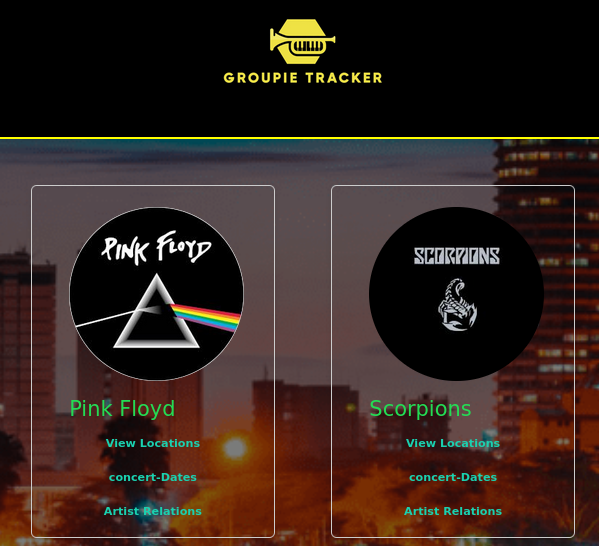 GROUPIE TRACKER
PINK FLOYD
SCORPIONS
Pink Floyd
Scorpions
View Locations
View Locations
concert-Dates
concert-Dates
Artist Relations
Artist Relations